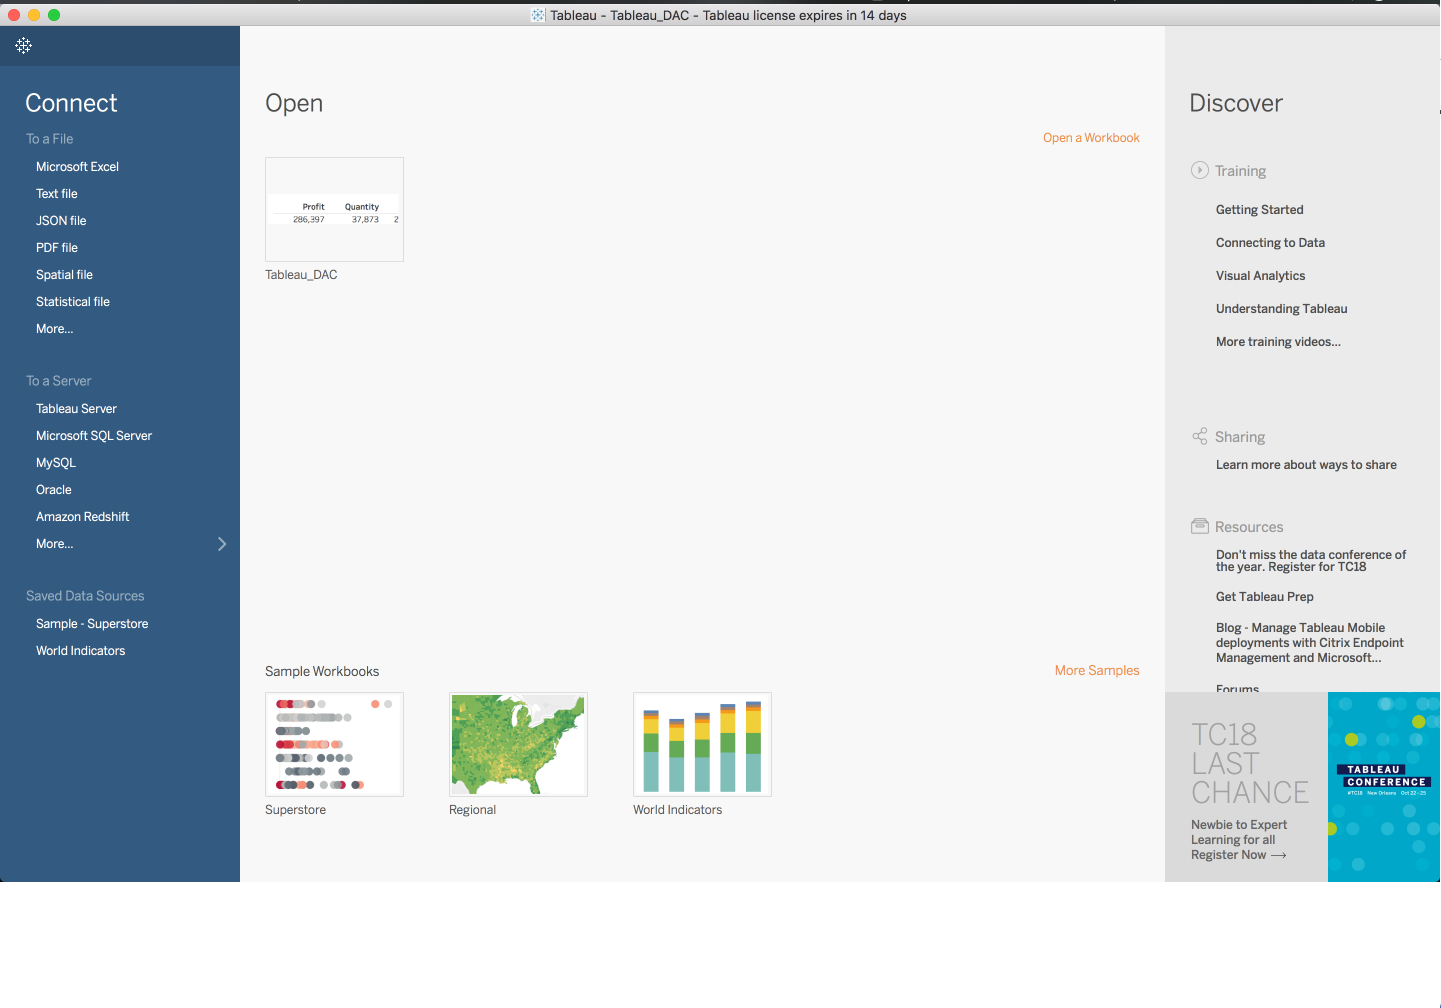 Tableau - Tableau_DAC - Tableau license expires in 14 days
Connect
To a File
Microsoft Excel
Text file
JSON file
PDF file
Spatial file
Statistical file
More...
To a Server
Tableau Server
Microsoft SQL Server
MySQL
Oracle
Amazon Redshift
More...
Saved Data Sources
Sample - Superstore
World Indicators
Open
Open a Workbook
Profit Quantity
286,397 37,873 2
Tableau_DAC
Sample Workbooks
More Samples
Superstore
Regional
World Indicators
Discover
Training
Getting Started
Connecting to Data
Visual Analytics
Understanding Tableau
More training videos...
Sharing
Learn more about ways to share
Resources
Don't miss the data conference of
the year. Register for TC18
Get Tableau Prep
Blog - Manage Tableau Mobile
deployments with Citrix Endpoint
Management and Microsoft...
Forums
TC18
LAST
CHANCE
Newbie to Expert
Learning for all
Register Now →
TABLEAU
CONFERENCE
#TC18 New Orleans Oct 22-25